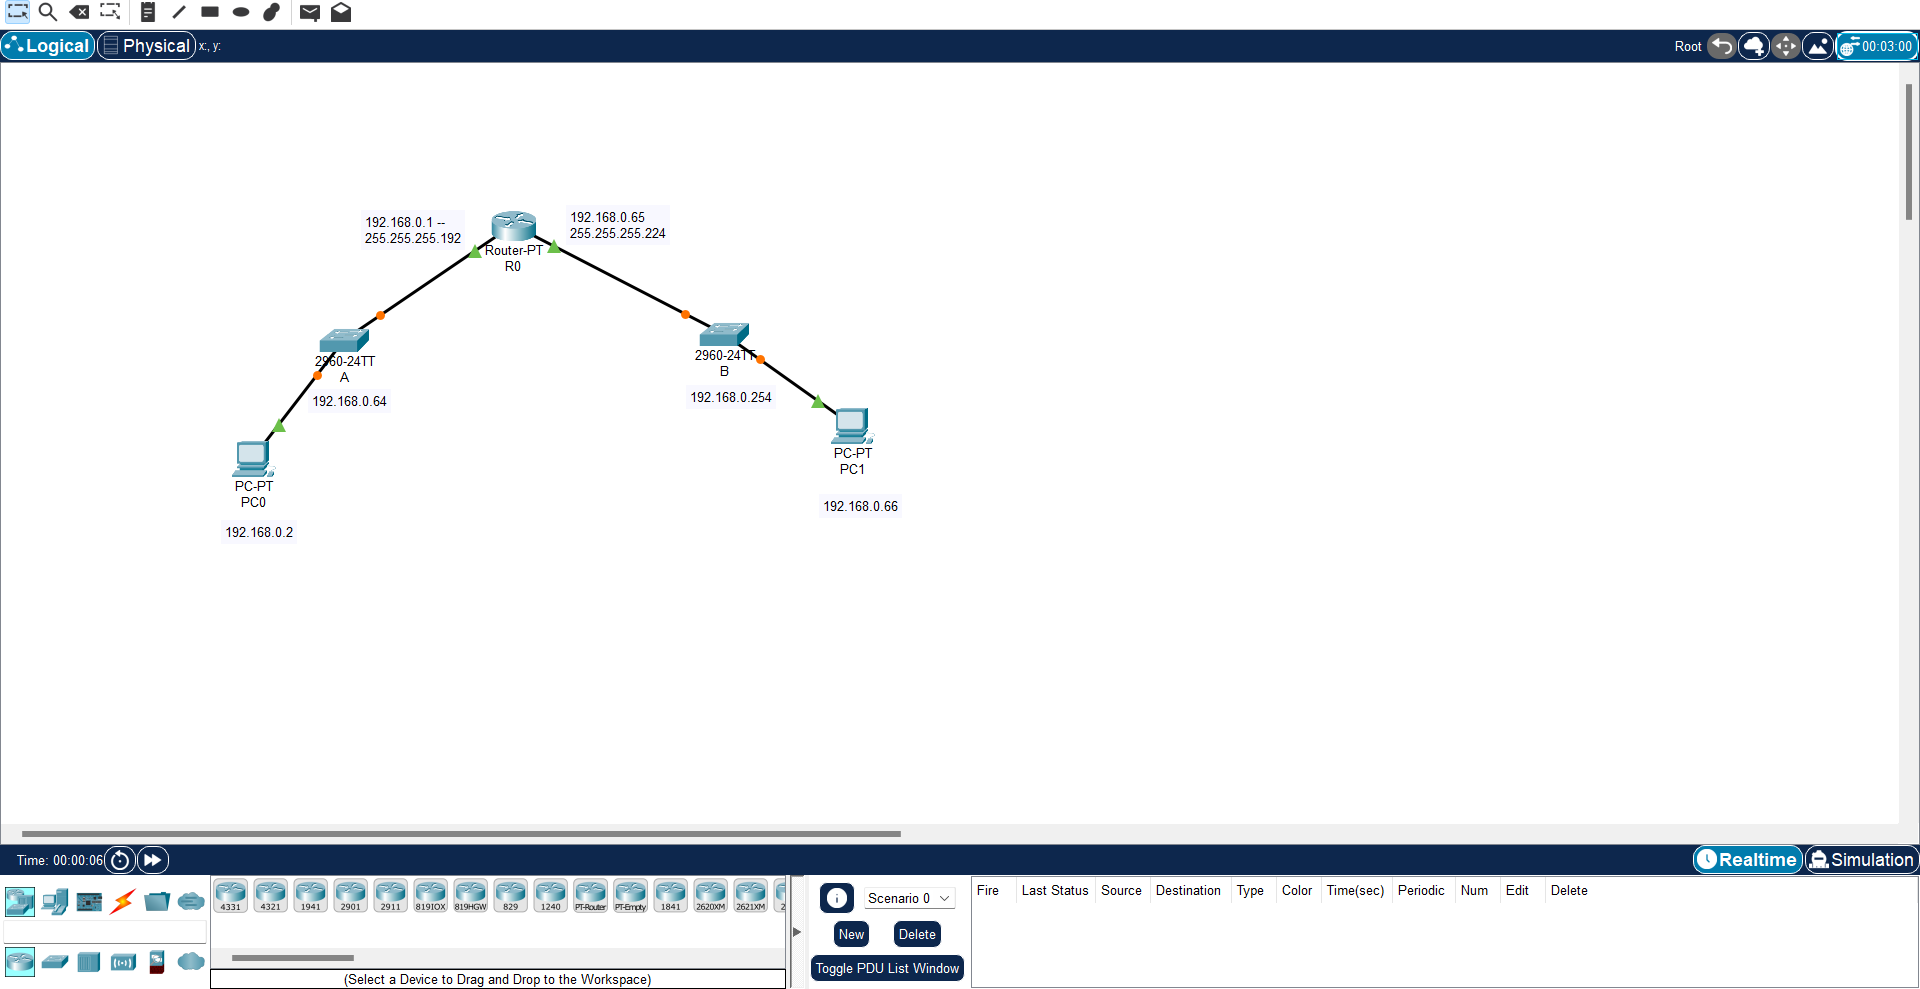 Logical
Physical
x:, y:
Root
00:03:00
192.168.0.1 --
255.255.255.192
192.168.0.65
255.255.255.224
Router-PT
R0
2960-24TT
A
192.168.0.64
2960-24TT
B
192.168.0.254
PC-PT
PC0
192.168.0.2
PC-PT
PC1
192.168.0.66
Time: 00:00:06
Realtime
Simulation
4331
4321
1941
2901
2911
819IOX
819HGW
829
1240
PT-Router
PT-Empty
1841
2620XM
2621XM
2
(Select a Device to Drag and Drop to the Workspace)
Scenario 0
New
Delete
Toggle PDU List Window
Fire Last Status Source Destination Type Color Time(sec) Periodic Num Edit Delete